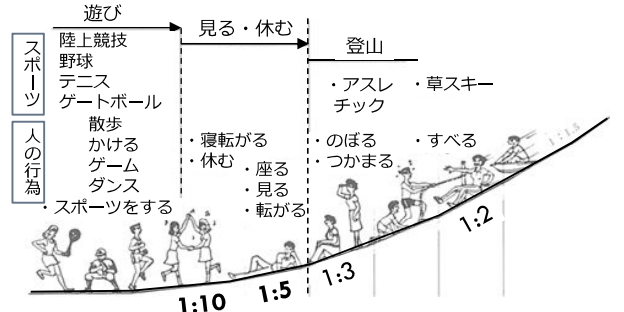 遊び
見る・休む
登山
スポーツ
陸上競技
野球
テニス
ゲートボール
・アスレ
チック
・草スキー
人の行為
散歩
かける
ゲーム
ダンス
・スポーツをする
・寝転がる
・休む
・座る
・見る
・転がる
・のぼる
・つかまる
・すべる
1:1.5
1:2
1:3
1:5
1:10